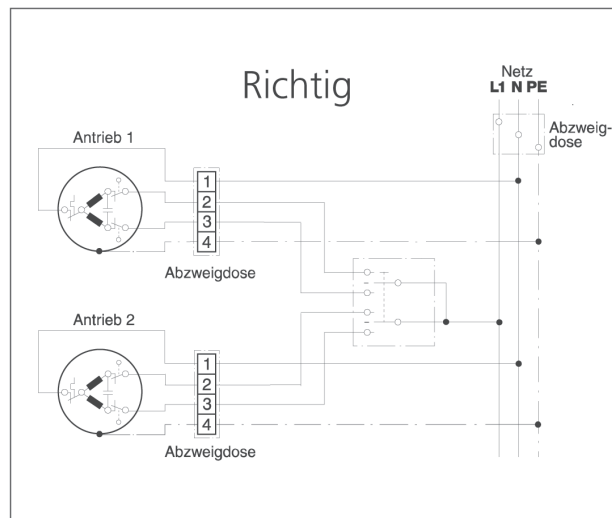 Richtig
Netz
L1 N PE
Abzweig-
dose
Antrieb 1
1
2
3
4
Abzweigdose
Antrieb 2
1
2
3
4
Abzweigdose